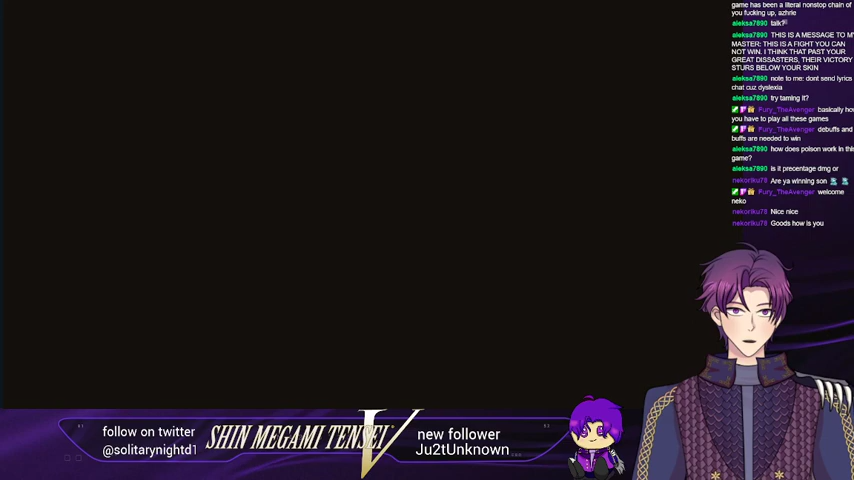 game has been a literal nonstop chain of
you fucking up, azhrie
aleksa7890 talk?
aleksa7890 THIS IS A MESSAGE TO MY
MASTER: THIS IS A FIGHT YOU CAN
NOT WIN. I THINK THAT PAST YOUR
GREAT DISSASTERS, THEIR VICTORY
STURS BELOW YOUR SKIN
aleksa7890 note to me: dont send lyrics
chat cuz dyslexia
aleksa7890 try taming it?
Fury_TheAvenger basically how
you have to play all these games
Fury_TheAvenger debuffs and
buffs are needed to win
aleksa7890 how does poison work in this
game?
aleksa7890 Is it precentage dmg or
nekoriku78 Are ya winning son
Fury_TheAvenger welcome
neko
nekoriku78 Nice nice
nekoriku78 Goods how is you
follow on twitter
@solitarynightd1
SHIN MEGAMI TENSEI V
new follower
Ju2tUnknown